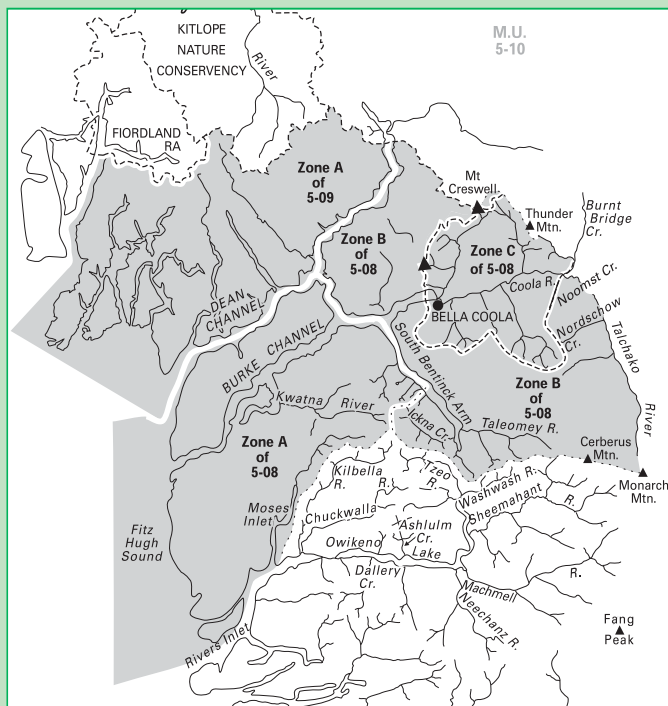 KITLOPE
NATURE
CONSERVENCY
River
M.U.
5-10
FIORDLAND
RA
Zone A
of
5-09
Mt
Creswell
Thunder
Mtn.
Burnt
Bridge
Cr.
Zone B
of
5-08
Zone C
of 5-08
Coola R.
Noomst Cr.
BELLA COOLA
Nordschow
Cr.
Talchako
River
DEAN
CHANNEL
BURKE CHANNEL
South Bentinck Arm
Zone B
of
5-08
Kwatna River
Ickna Cr.
Taleomey R.
Zone A
of
5-08
Cerberus
Mtn.
Monarch
Mtn.
Kilbella
R.
Tzeo
R.
Washwash R.
Sheemahant
R.
Moses
Inlet
Chuckwalla
R.
Ashlulm
Cr.
Owikeno
Lake
Fitz
Hugh
Sound
Dallery
Cr.
Machmell
R.
Neechanz R.
Rivers Inlet
Fang
Peak